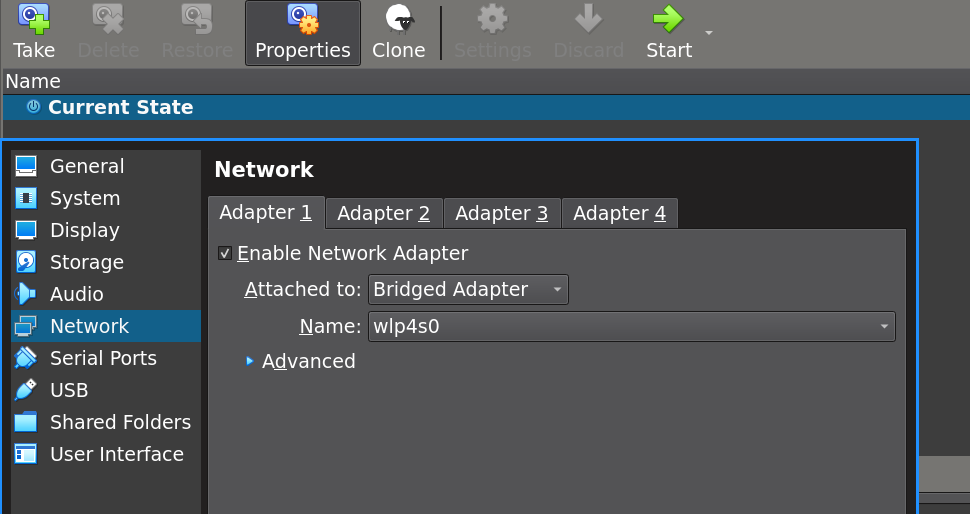 Take Delete Restore Properties Clone Settings Discard Start
Name
Current State
General
System
Display
Storage
Audio
Network
Serial Ports
USB
Shared Folders
User Interface
Network
Adapter 1 Adapter 2 Adapter 3 Adapter 4
Enable Network Adapter
Attached to: Bridged Adapter
Name: wlp4s0
Advanced